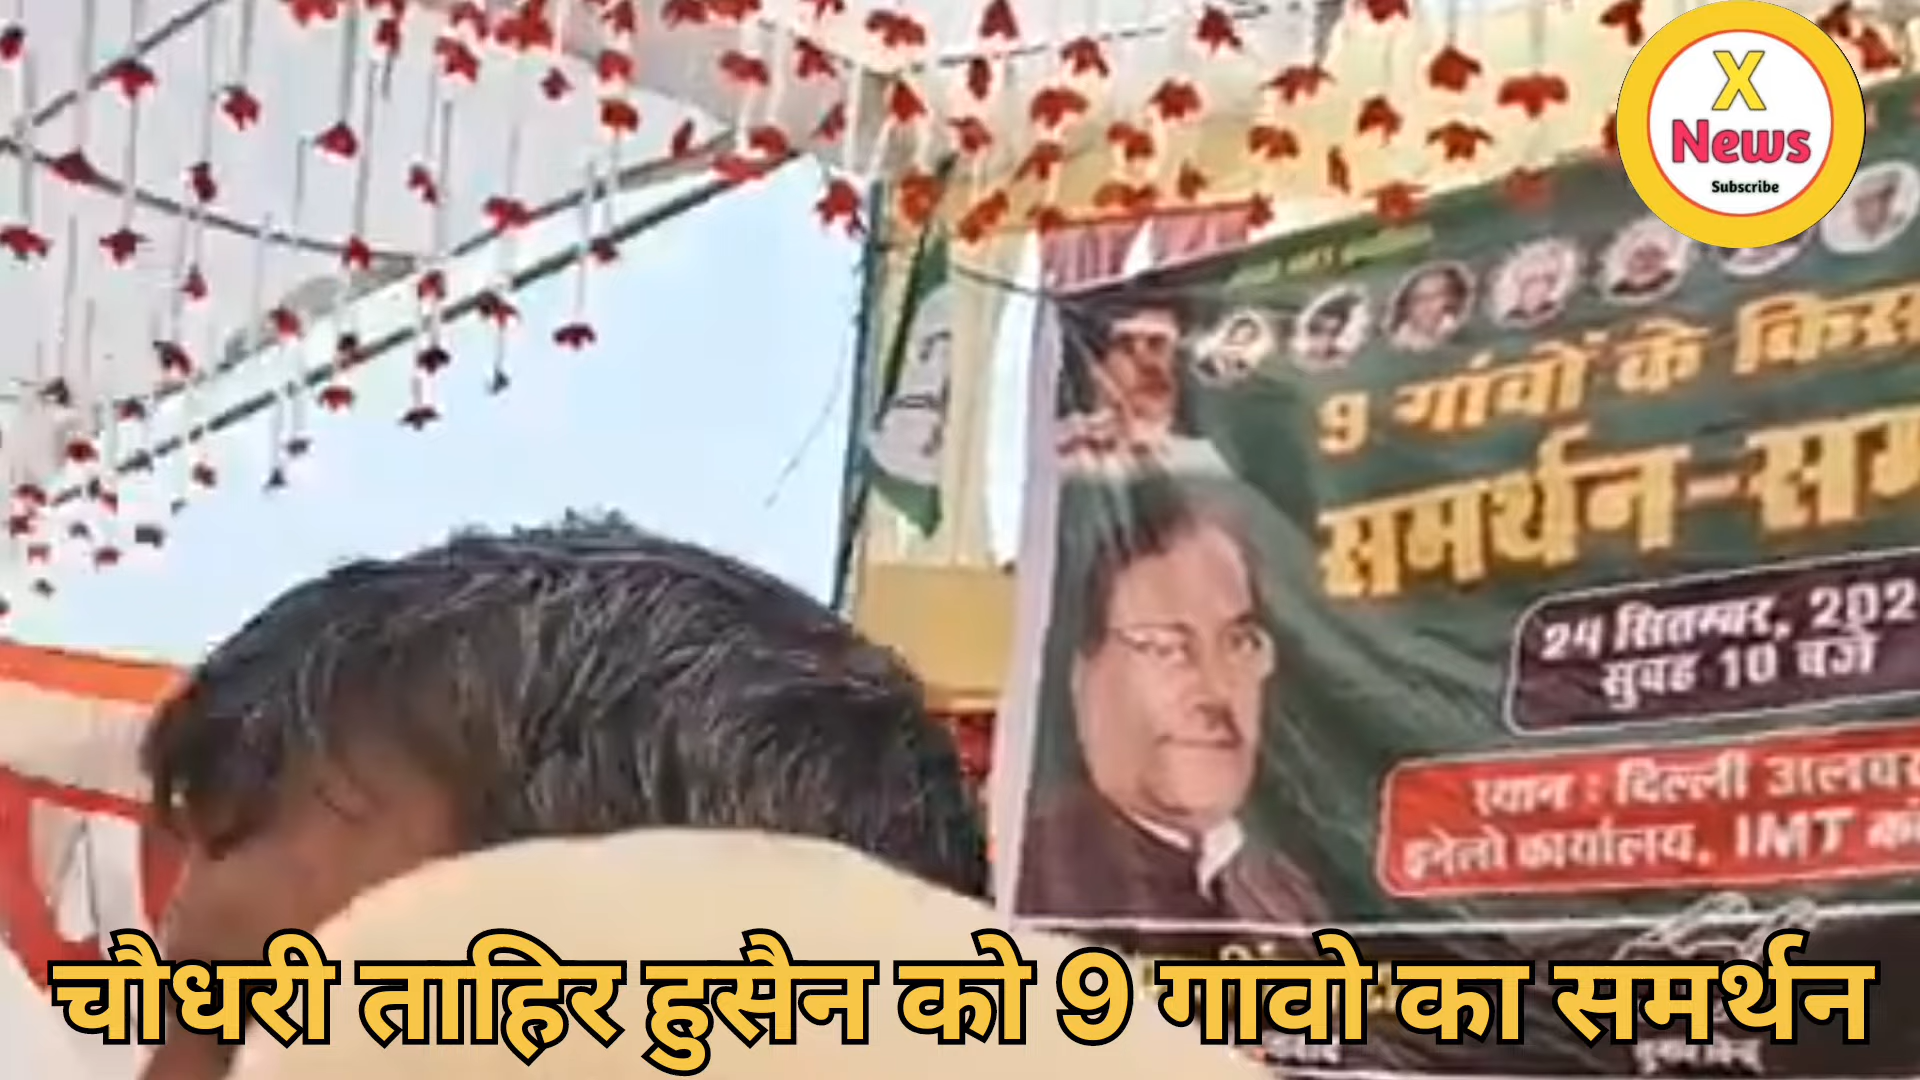 X
News
Subscribe
9 गांवों के किस
समर्थन-सम
24 सितम्बर, 202
सुबह 10 बजे
स्थान : दिल्ली अलवर
इनेलो कार्यालय, IMT
चौधरी ताहिर हुसैन को 9 गावो का समर्थन